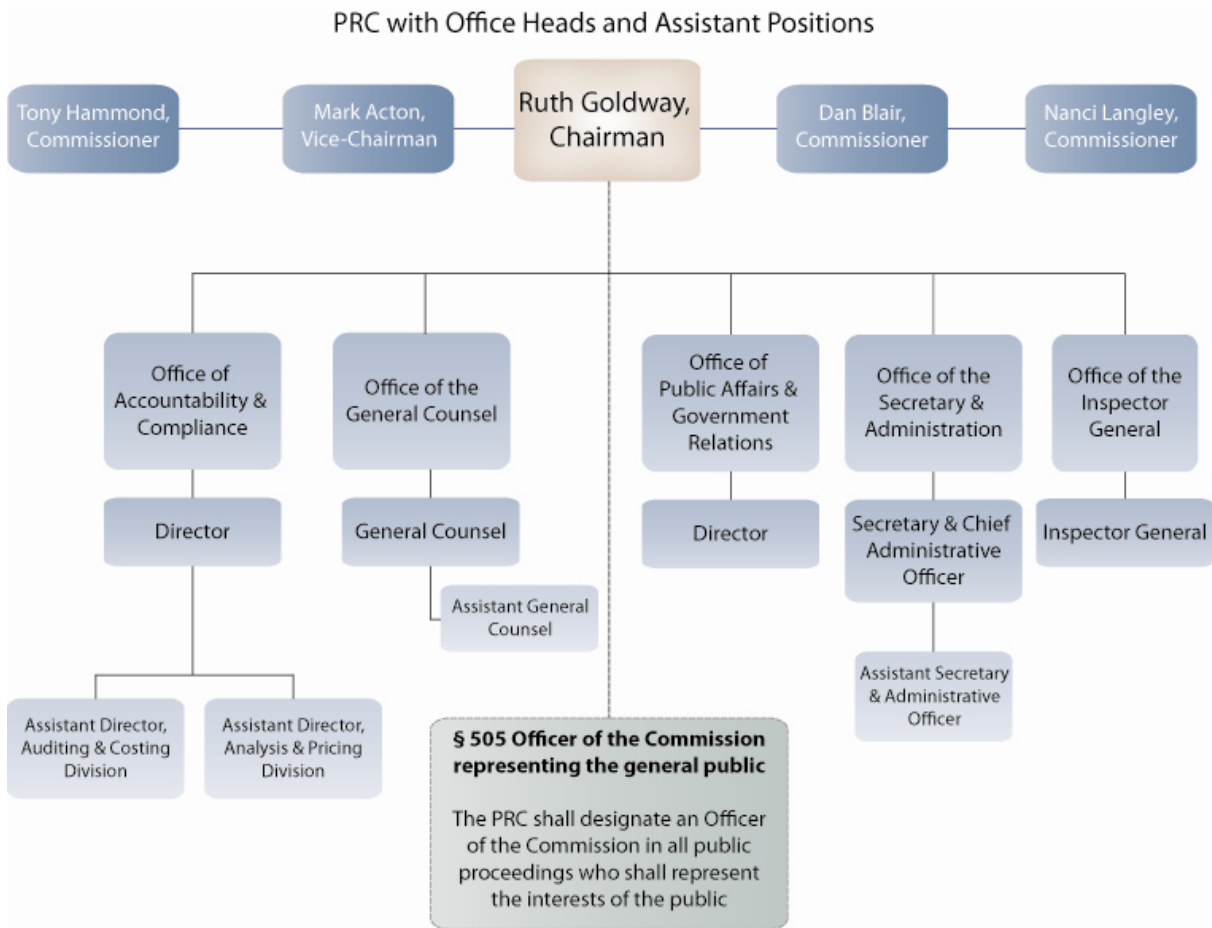 PRC with Office Heads and Assistant Positions
Tony Hammond,
Commissioner
Mark Acton,
Vice-Chairman
Ruth Goldway,
Chairman
Dan Blair,
Commissioner
Nanci Langley,
Commissioner
Office of
Accountability &
Compliance
Office of the
General Counsel
Office of
Public Affairs &
Government
Relations
Office of the
Secretary &
Administration
Office of the
Inspector
General
Director
General Counsel
Director
Secretary & Chief
Administrative
Officer
Inspector General
Assistant General
Counsel
Assistant Secretary
& Administrative
Officer
Assistant Director,
Auditing & Costing
Division
Assistant Director,
Analysis & Pricing
Division
§ 505 Officer of the Commission
representing the general public
The PRC shall designate an Officer
of the Commission in all public
proceedings who shall represent
the interests of the public